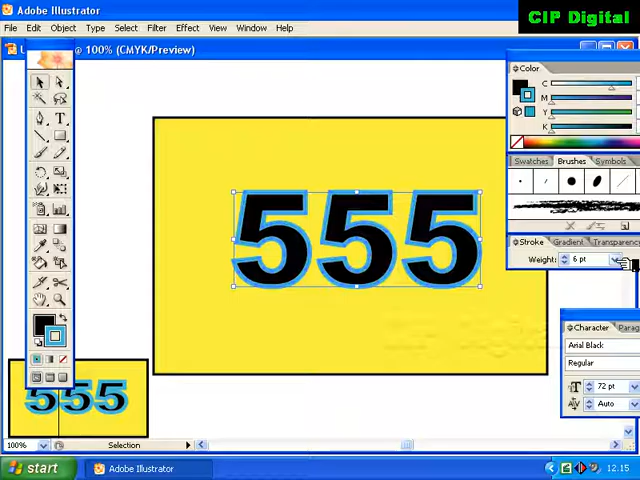 Adobe Illustrator
CIP Digital
File Edit Object Type Select Filter Effect View Window Help
@ 100% (CMYK/Preview)
Color
C
M
Y
K
Swatches Brushes Symbols
Stroke Gradient Transparenc
Weight: 6 pt
555
Character Parag
Arial Black
Regular
72 pt
Auto
555
100% Selection
start Adobe Illustrator 12.15